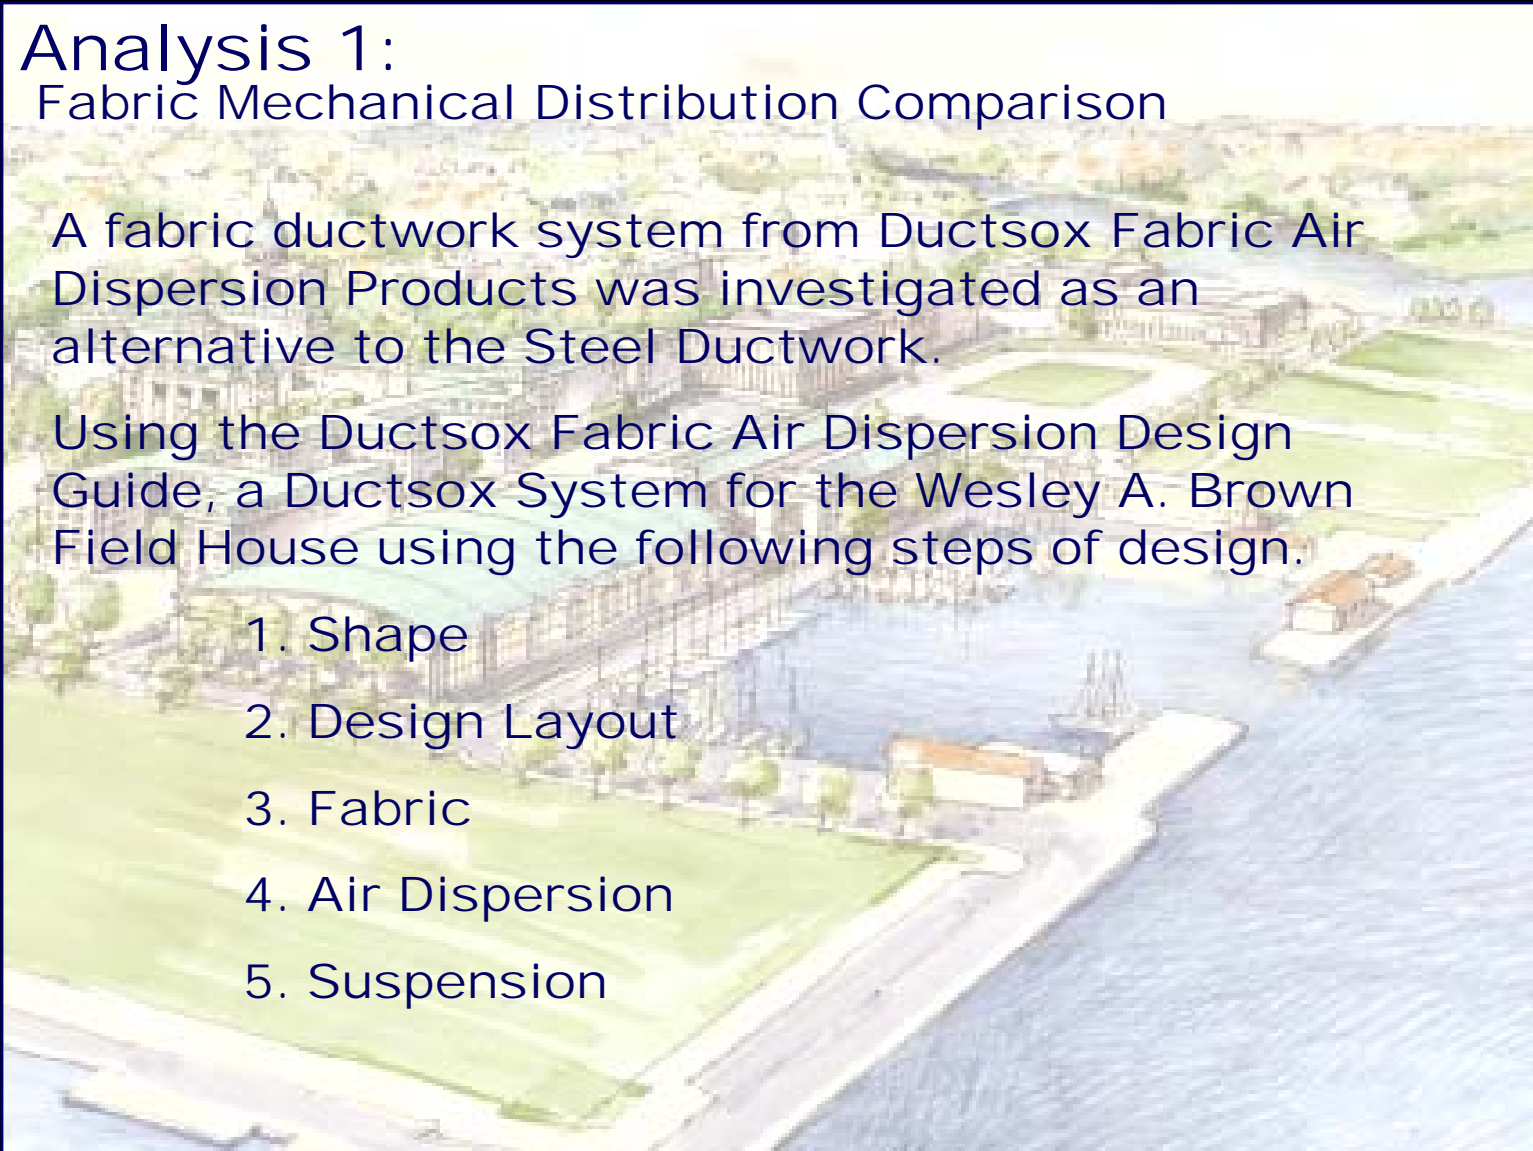 Analysis 1:
Fabric Mechanical Distribution Comparison
A fabric ductwork system from Ductsox Fabric Air
Dispersion Products was investigated as an
alternative to the Steel Ductwork.
Using the Ductsox Fabric Air Dispersion Design
Guide, a Ductsox System for the Wesley A. Brown
Field House using the following steps of design.
1. Shape
2. Design Layout
3. Fabric
4. Air Dispersion
5. Suspension